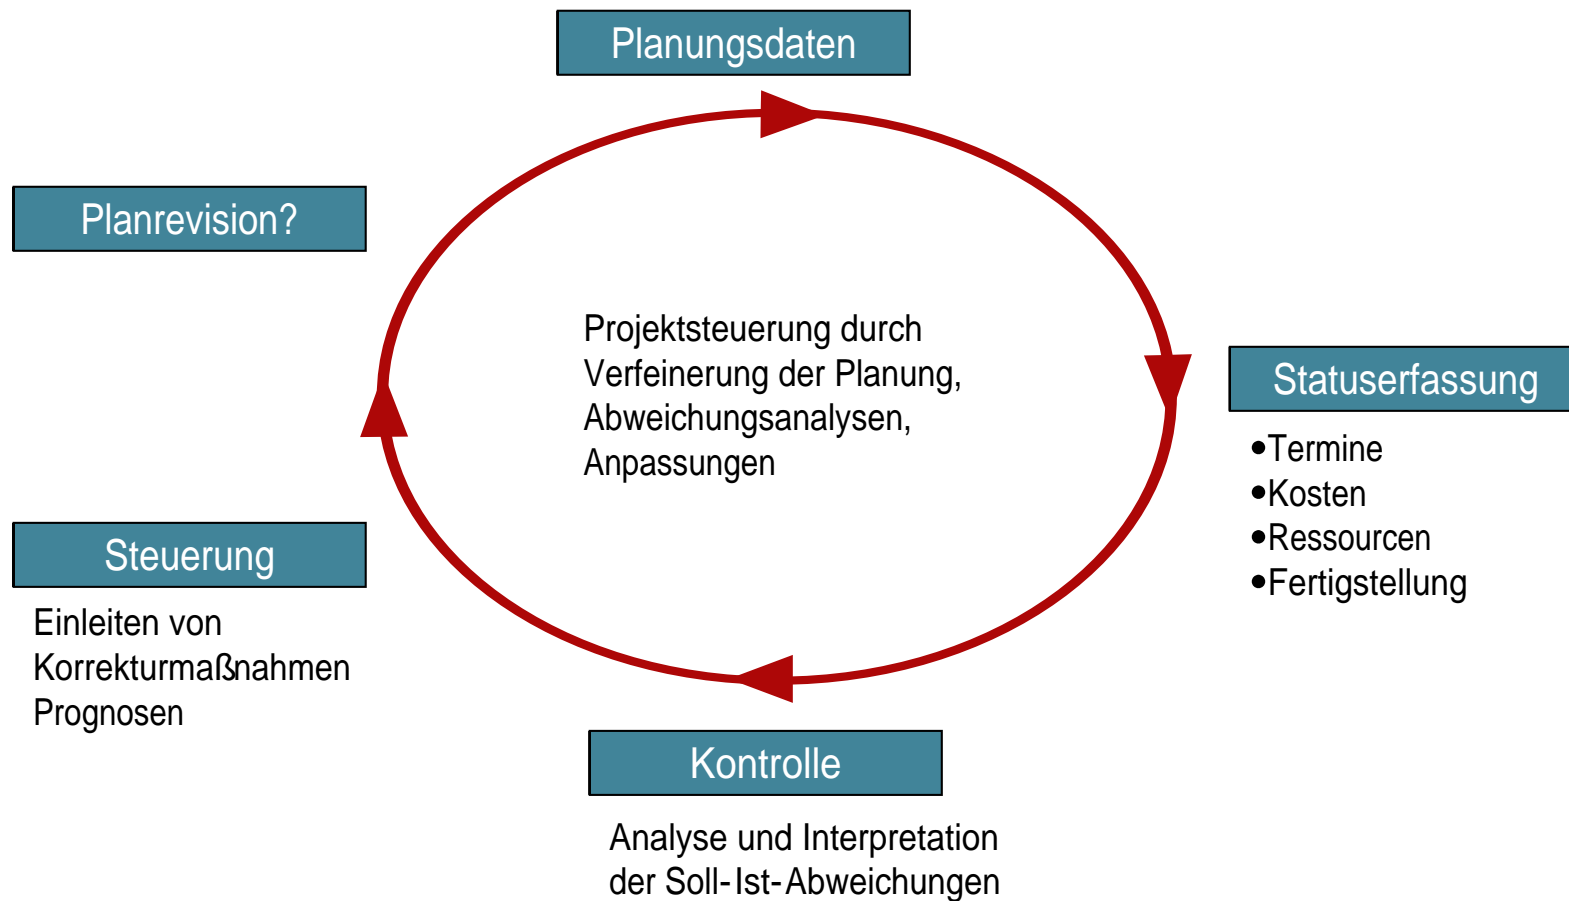 Planungsdaten
Planrevision?
Projektsteuerung durch
Verfeinerung der Planung,
Abweichungsanalysen,
Anpassungen
Statuserfassung
•Termine
•Kosten
•Ressourcen
•Fertigstellung
Steuerung
Einleiten von
Korrekturmaßnahmen
Prognosen
Kontrolle
Analyse und Interpretation
der Soll-Ist-Abweichungen